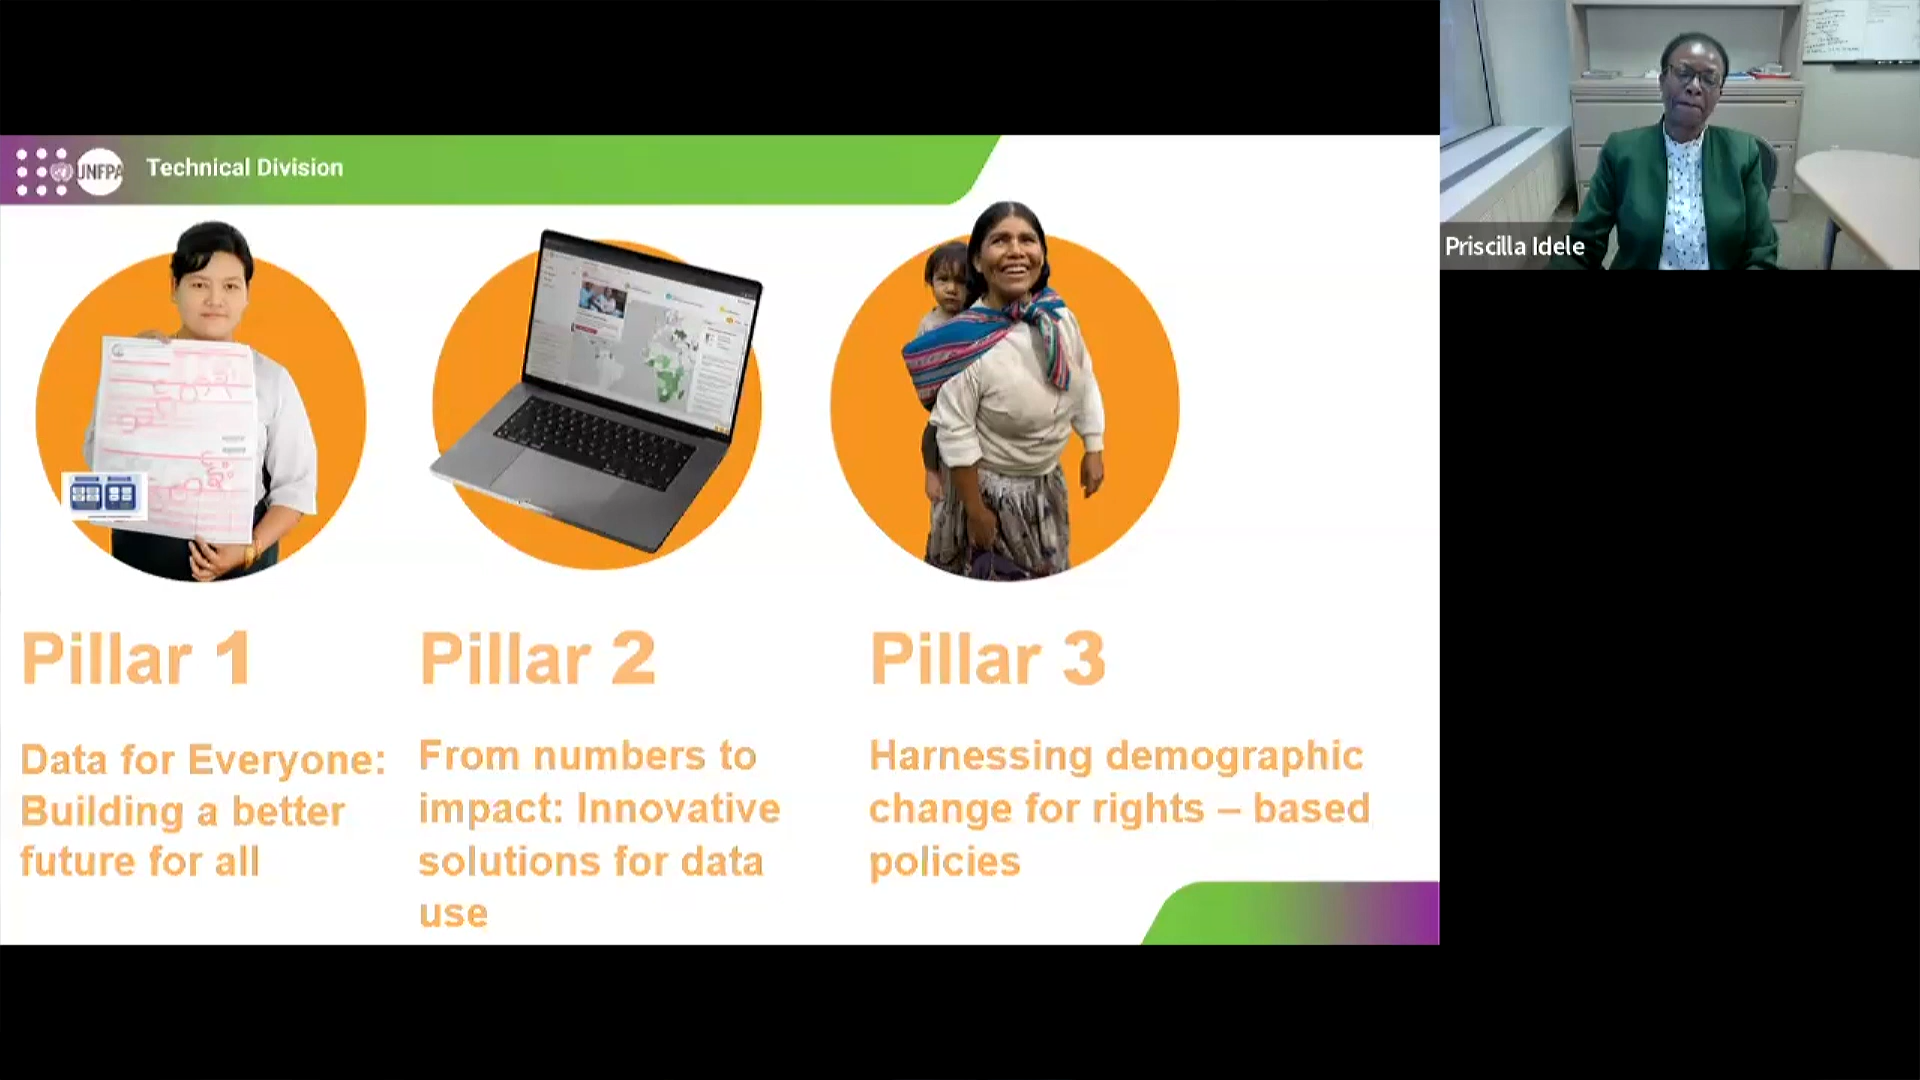 UNFPA
Technical Division
Priscilla Idele
Pillar 1
Data for Everyone:
Building a better
future for all
Pillar 2
From numbers to
impact: Innovative
solutions for data
use
Pillar 3
Harnessing demographic
change for rights – based
policies